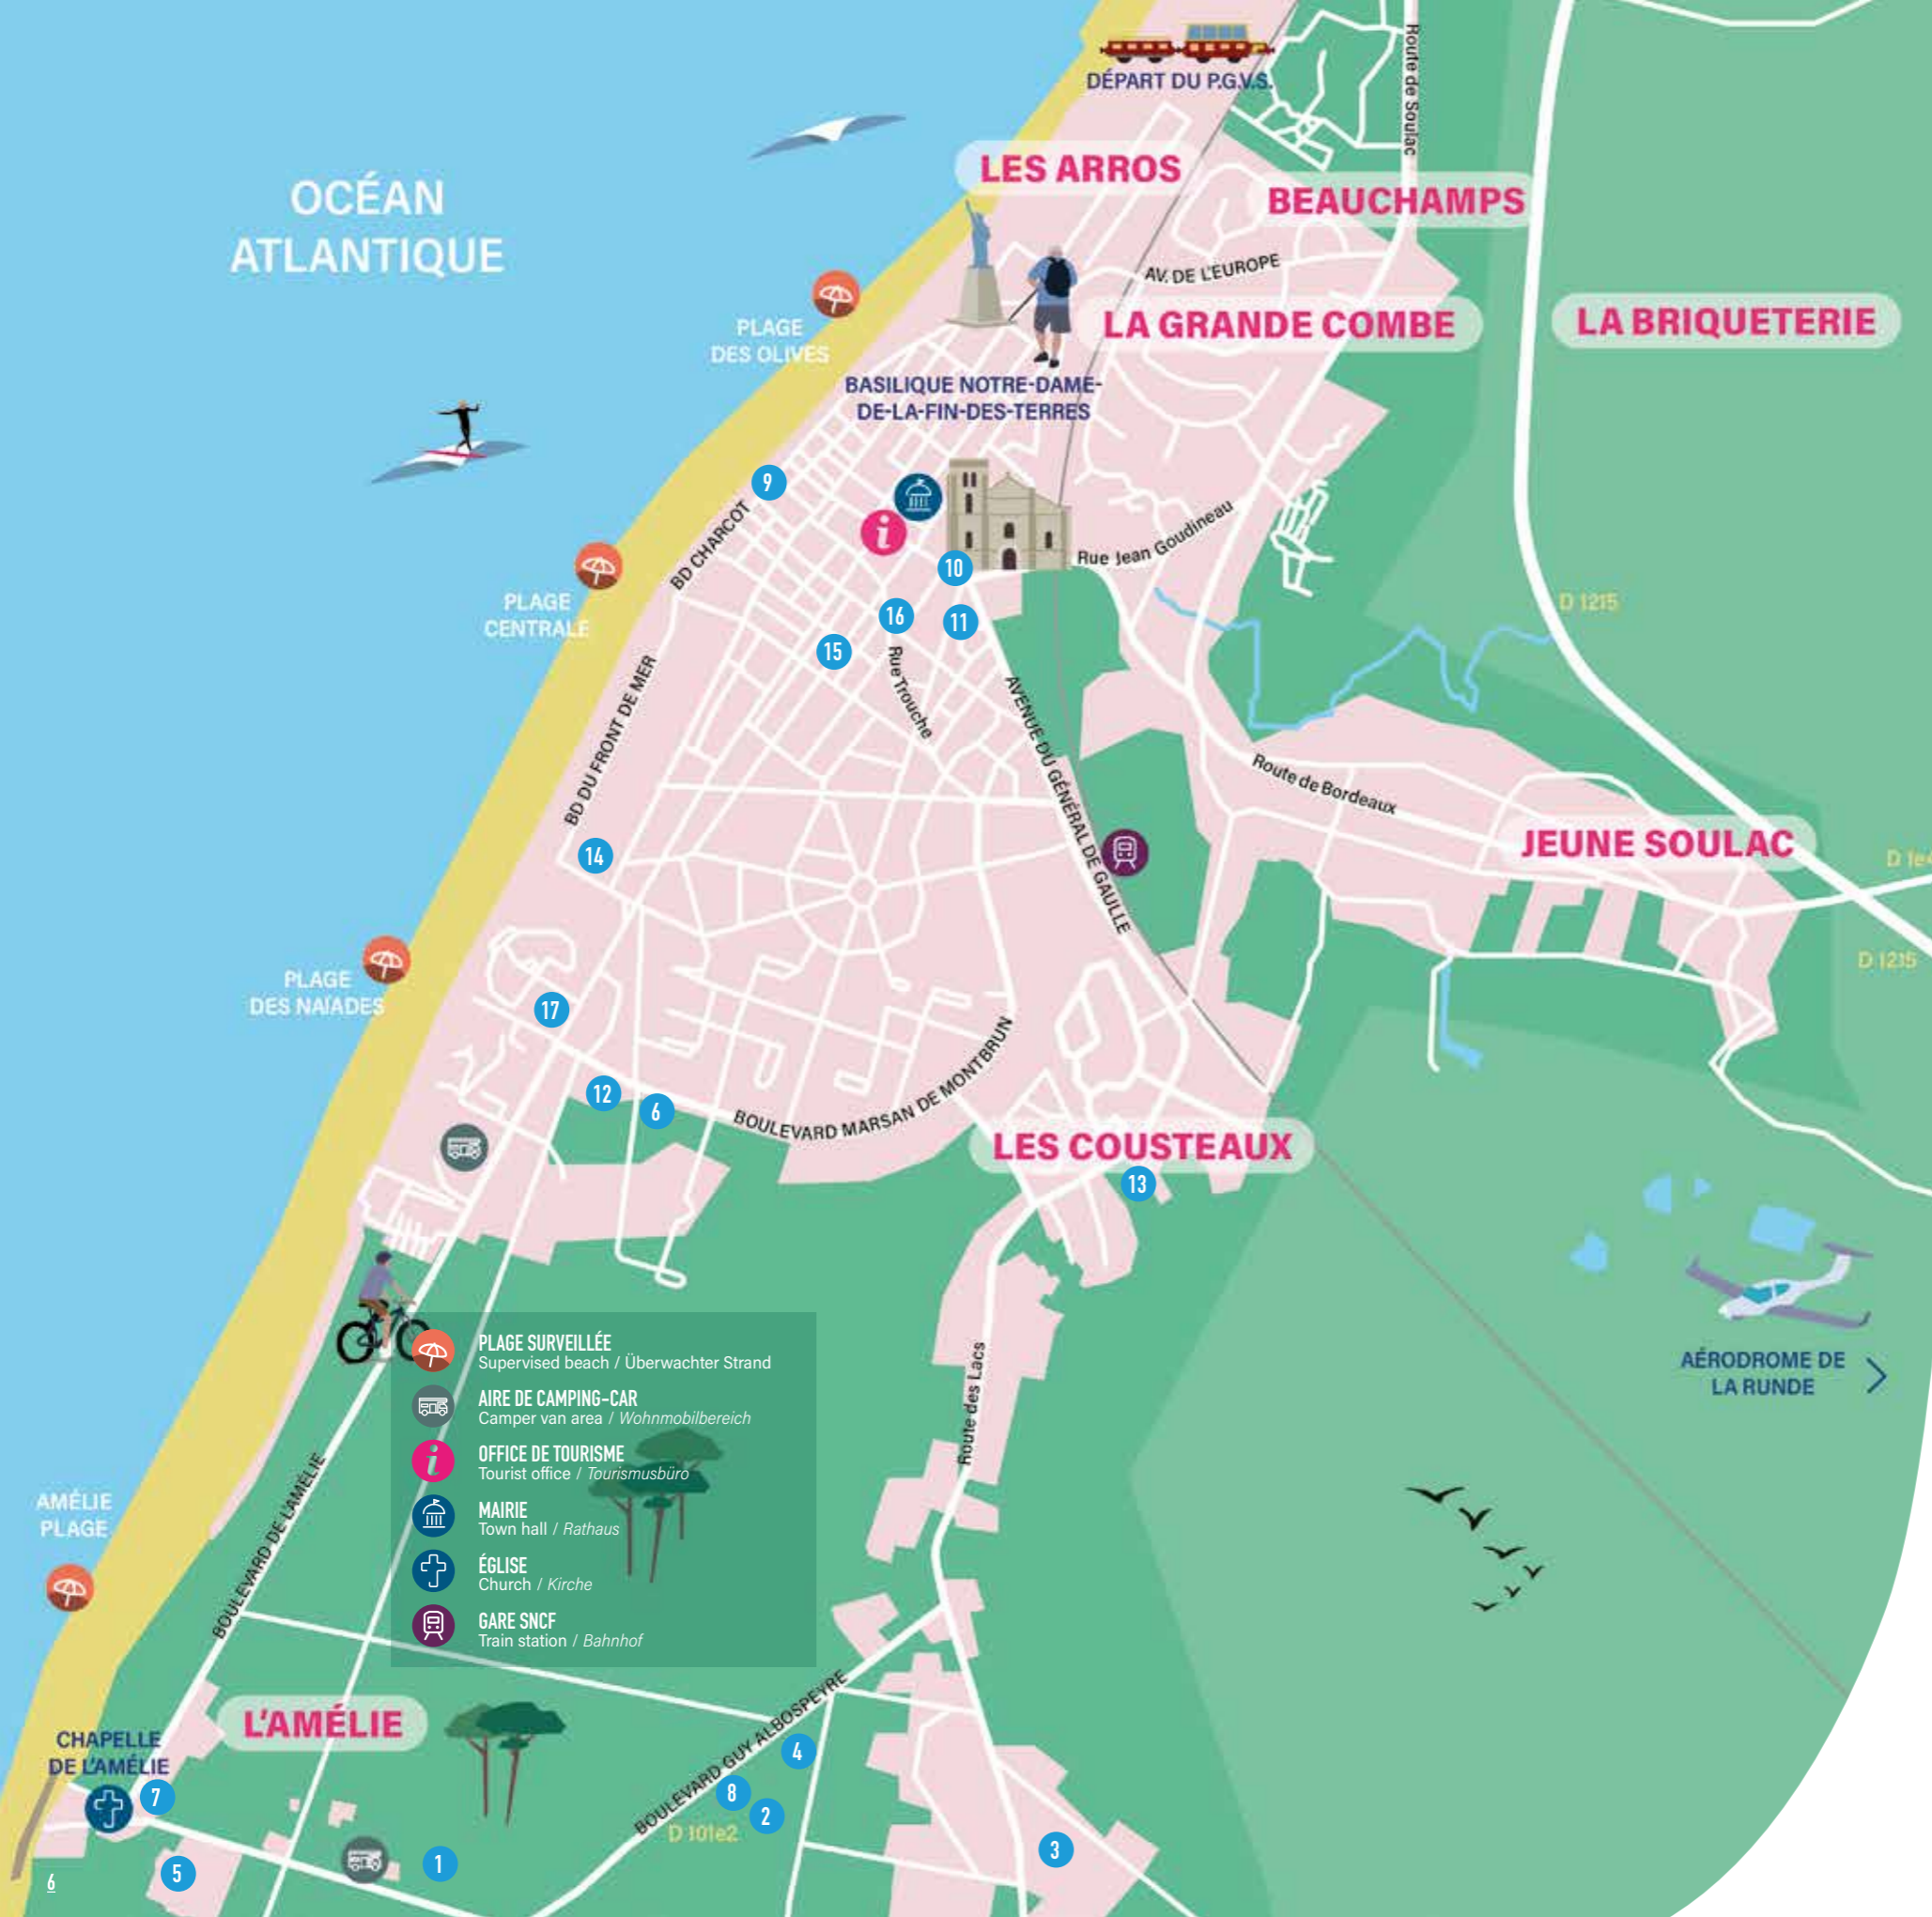 DÉPART DU P.G.V.S.
Route de Soulac
LES ARROS
BEAUCHAMPS
OCÉAN
ATLANTIQUE
AV. DE L'EUROPE
PLAGE
DES OLIVES
LA GRANDE COMBE
LA BRIQUETERIE
BASILIQUE NOTRE-DAME-
DE-LA-FIN-DES-TERRES
9
BD CHARCOT
i
Rue Jean Goudineau
10
PLAGE
CENTRALE
D 1215
16
11
15
Rue Trouche
BD DU FRONT DE MER
AVENUE DU GÉNÉRAL DE GAULLE
Route de Bordeaux
14
JEUNE SOULAC
PLAGE
DES NAÏADES
D 1215
17
12
6
BOULEVARD MARSAN DE MONTBRUN
LES COUSTEAUX
13
AÉRODROME DE
LA RUNDE
PLAGE SURVEILLÉE
Supervised beach / Überwachter Strand
AIRE DE CAMPING-CAR
Camper van area / Wohnmobilbereich
i
OFFICE DE TOURISME
Tourist office / Tourismusbüro
MAIRIE
Town hall / Rathaus
ÉGLISE
Church / Kirche
GARE SNCF
Train station / Bahnhof
Route des Lacs
BOULEVARD DE L'AMÉLIE
AMÉLIE
PLAGE
L'AMÉLIE
CHAPELLE
DE L'AMÉLIE
7
BOULEVARD GUY ALBOSPEYRE
4
8
2
D 101e2
3
1
5
6